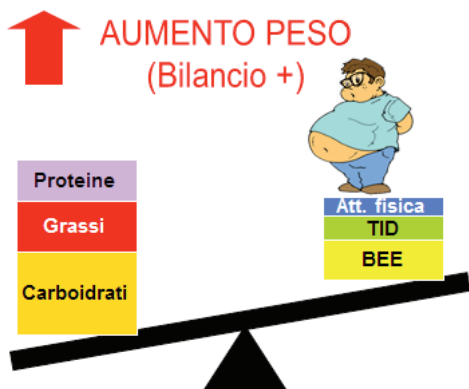 AUMENTO PESO
(Bilancio +)
Proteine
Grassi
Carboidrati
Att. fisica
TID
BEE